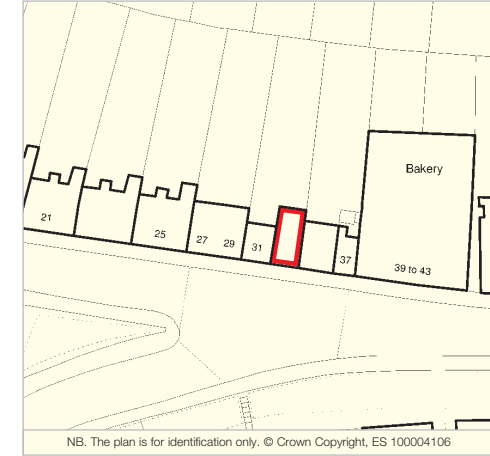 Bakery
21
25
27
29
31
37
39 to 43
NB. The plan is for identification only. © Crown Copyright, ES 100004106